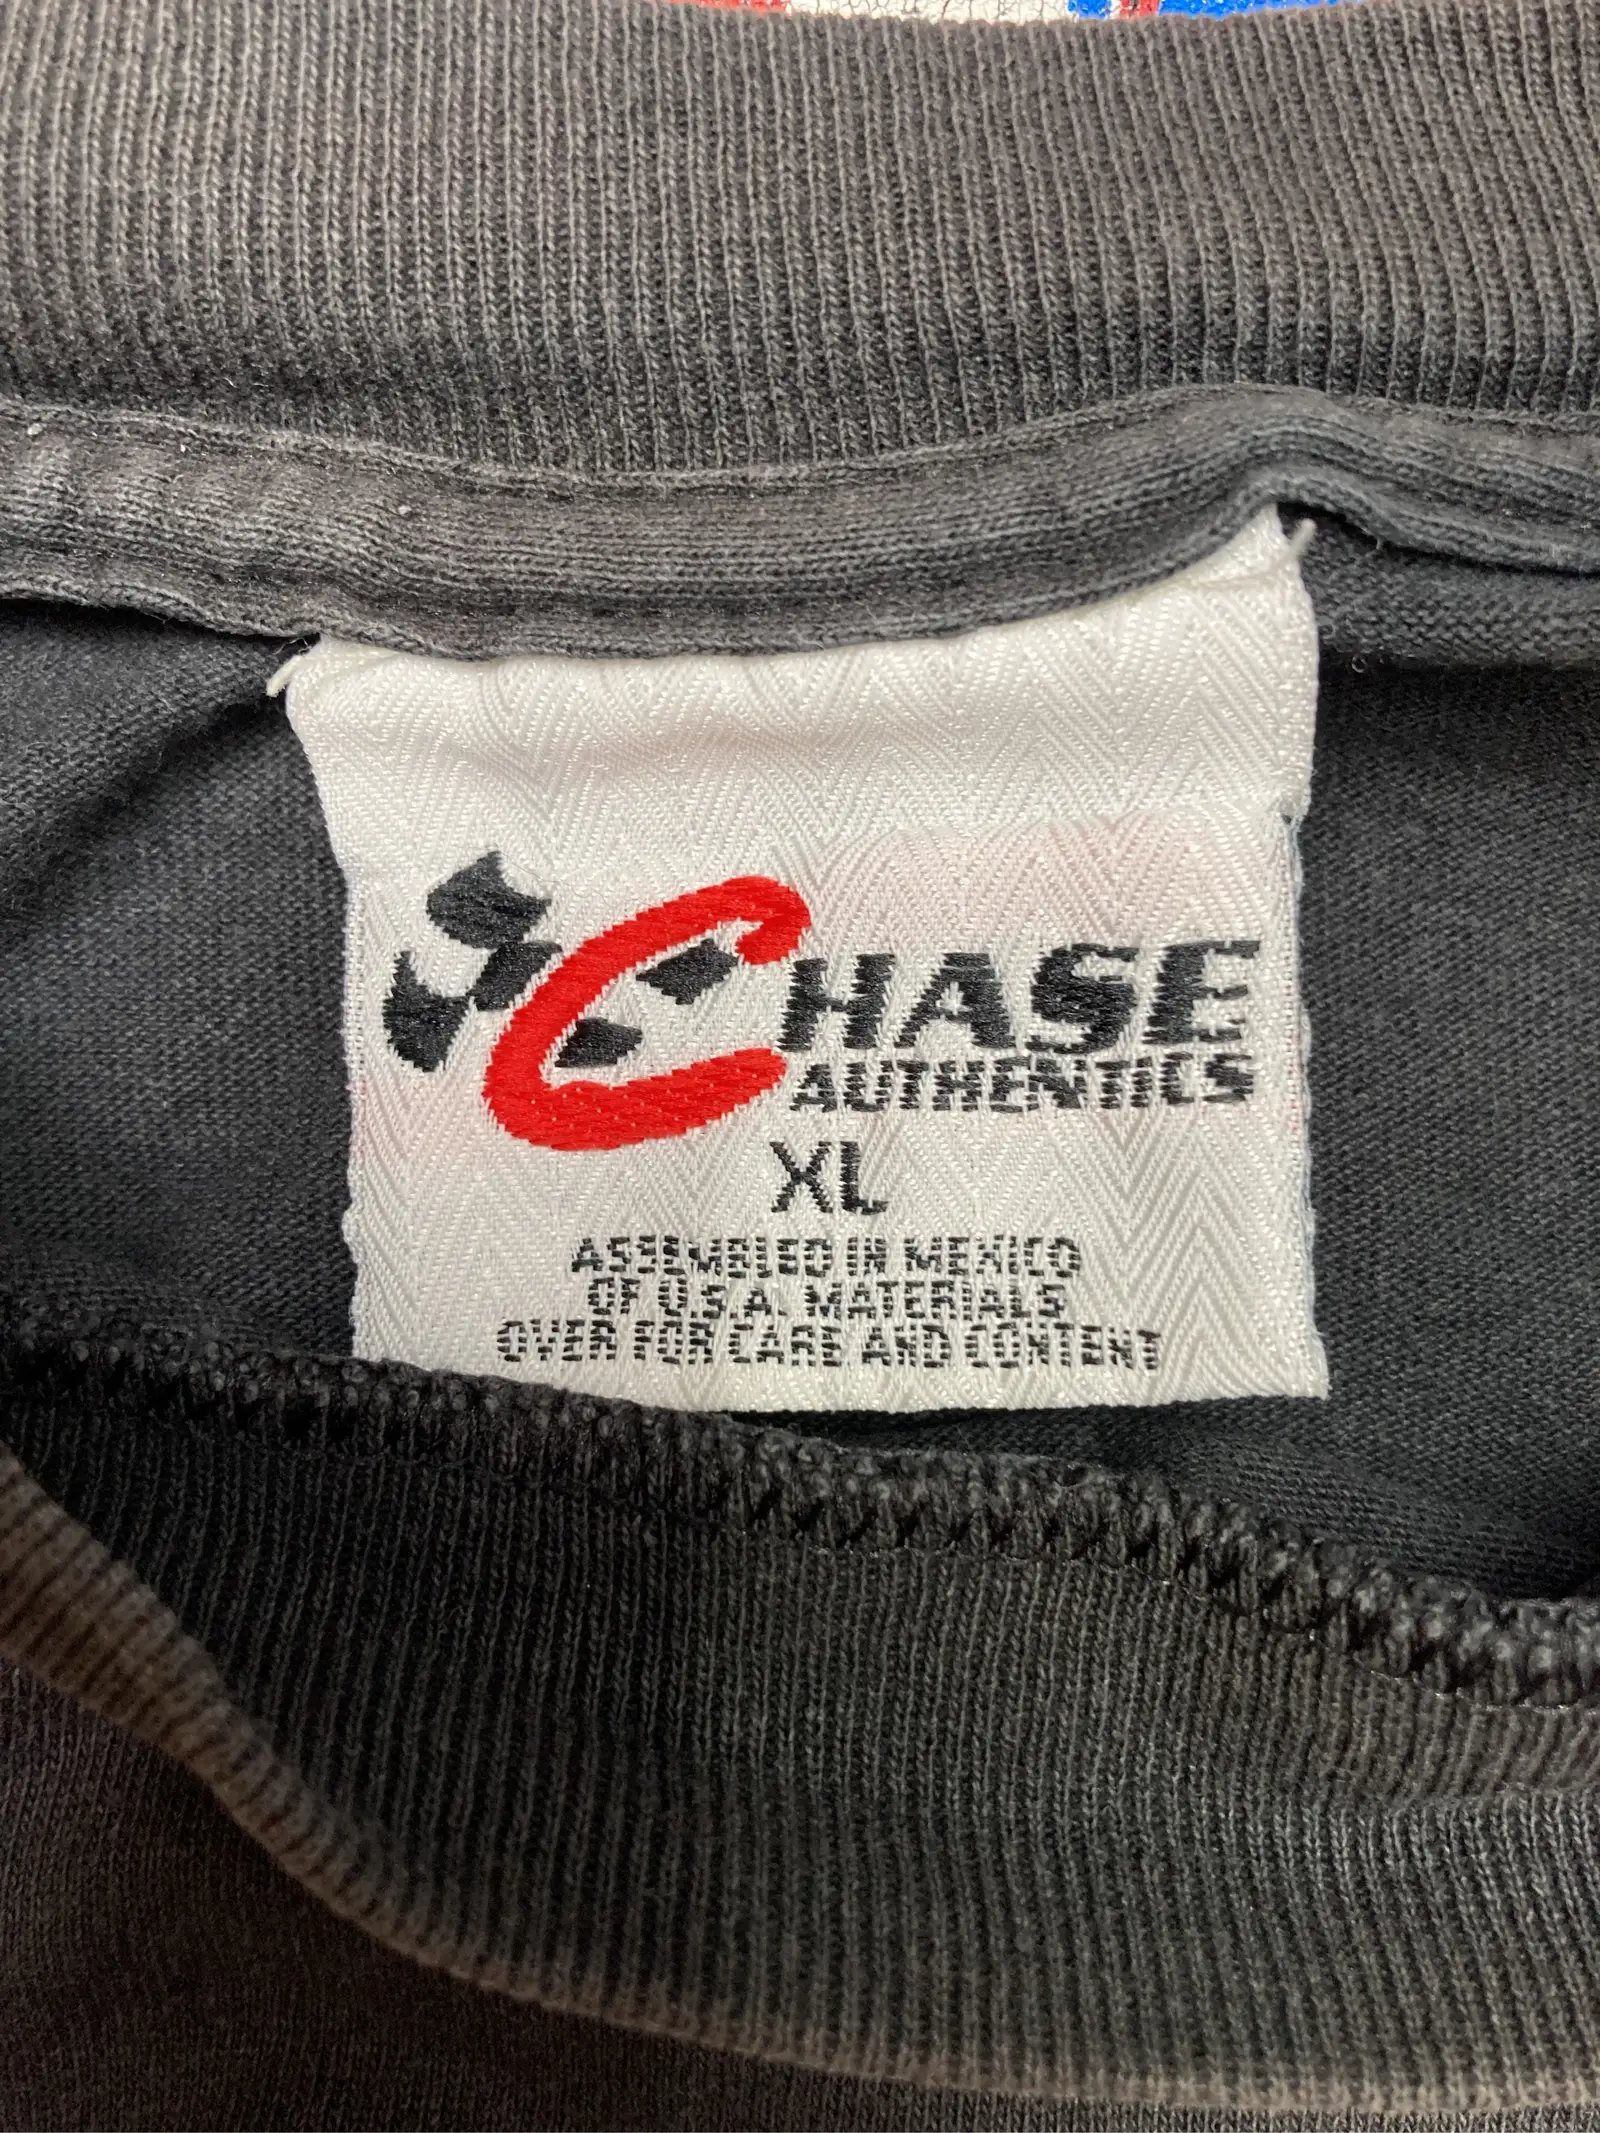 CHASE
AUTHENTICS
XL
ASSEMBLED IN MEXICO
OF U.S.A. MATERIALS
OVER FOR CARE AND CONTENT